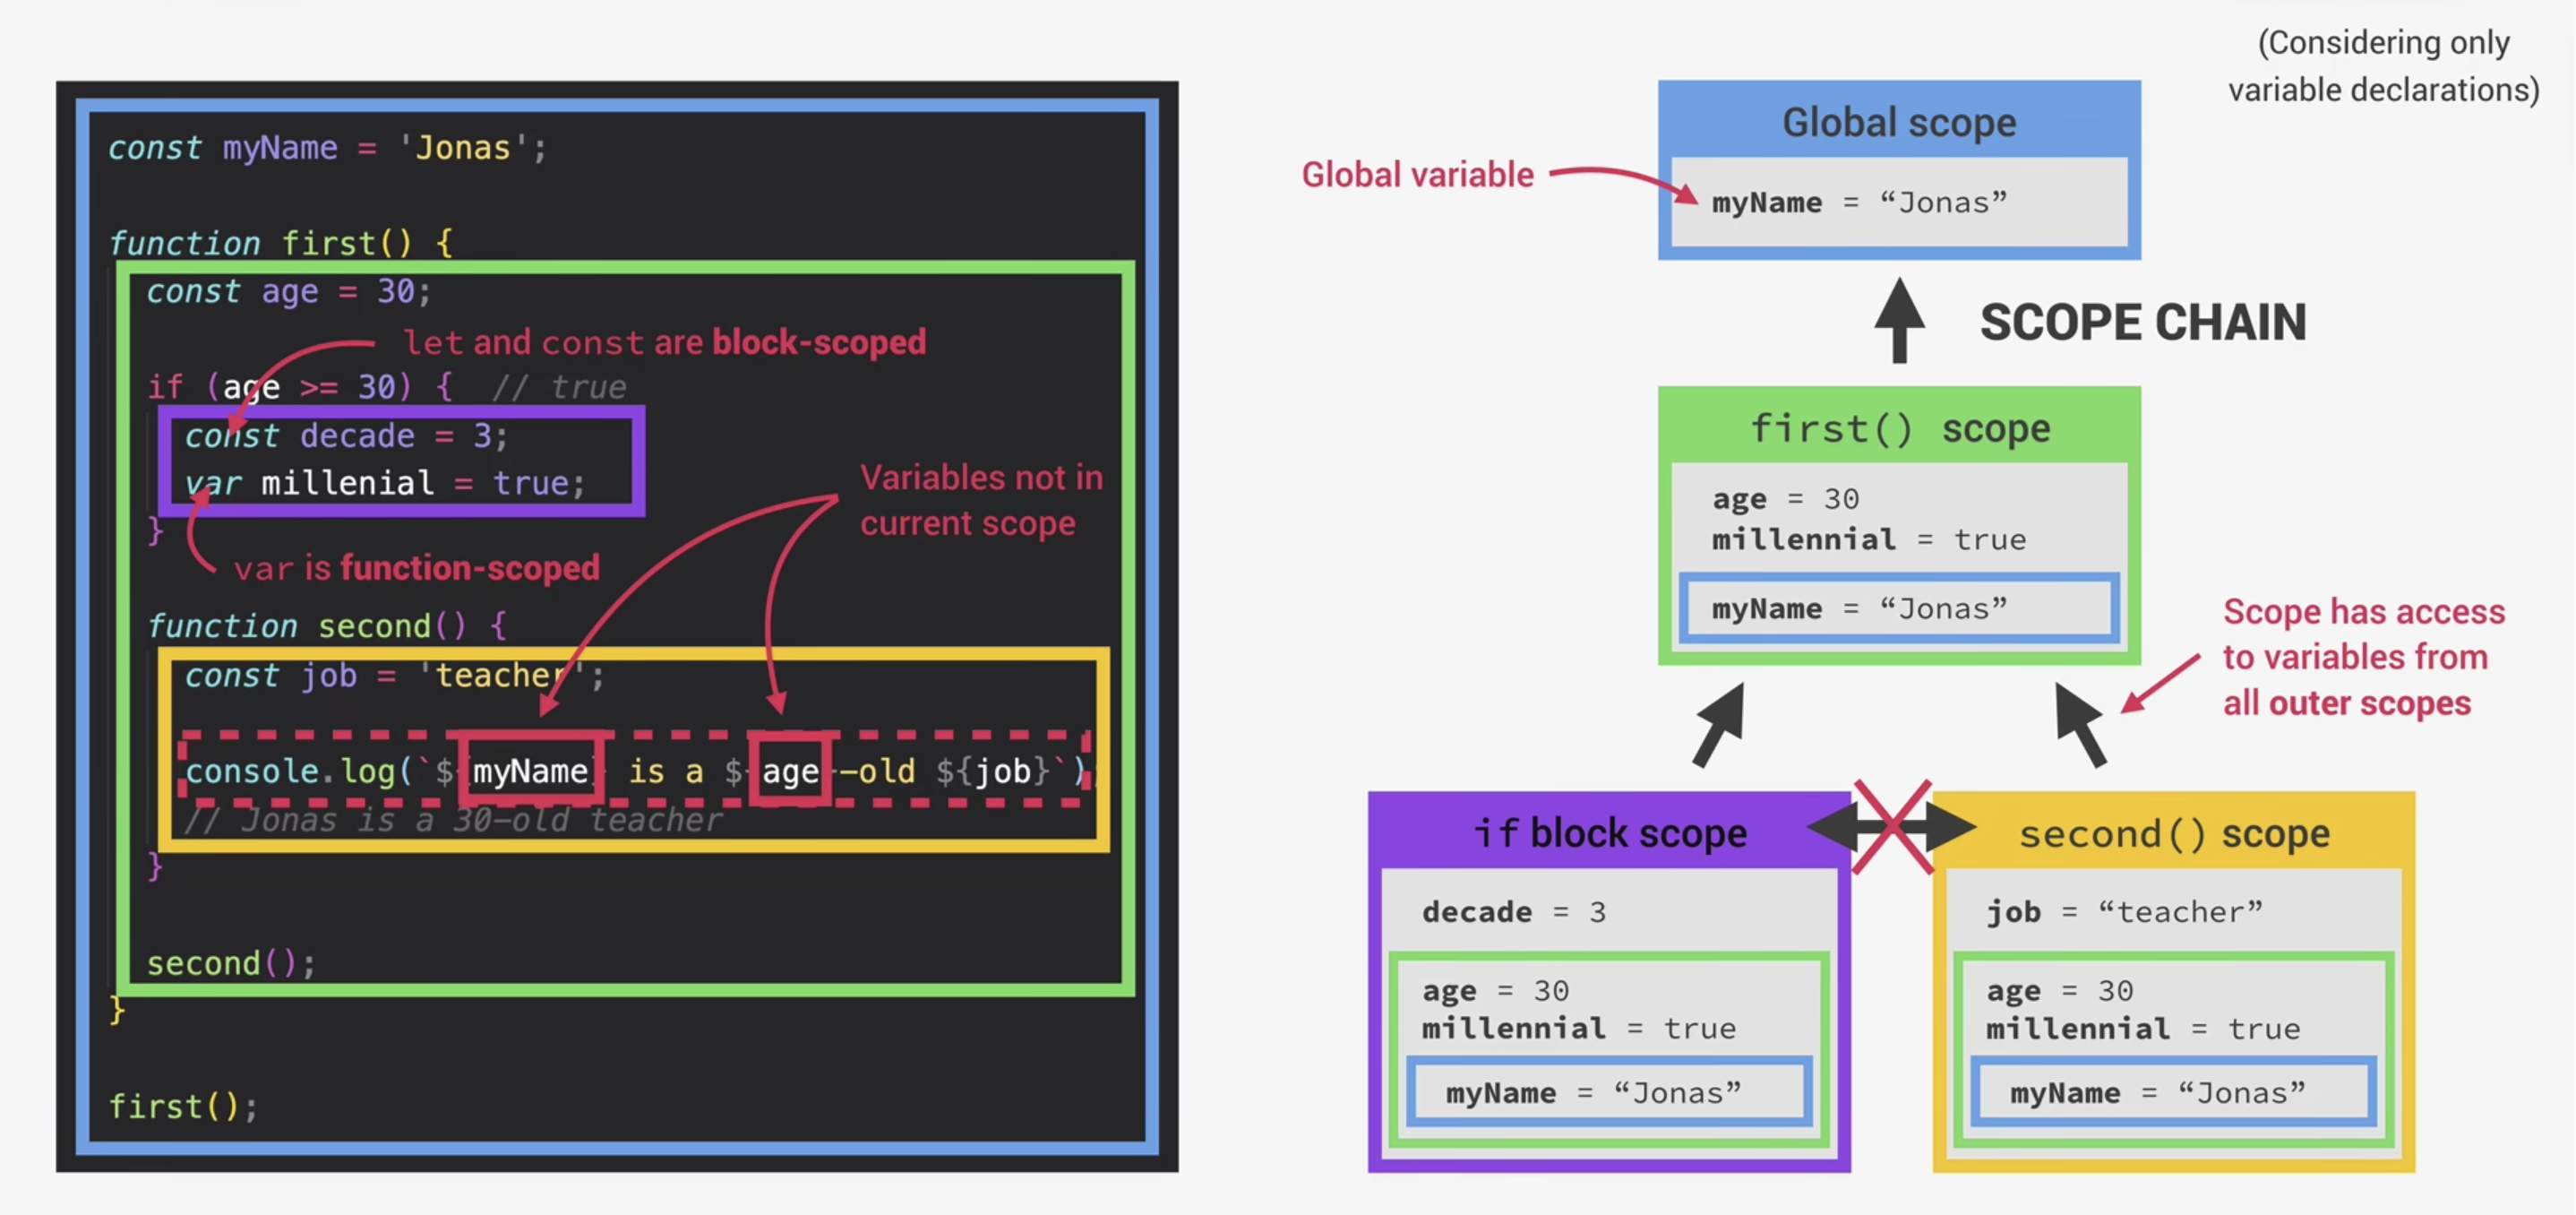 (Considering only
variable declarations)
const myName = 'Jonas';
function first() {
const age = 30;
let and const are block-scoped
if (age >= 30) {  // true
const decade = 3;
var millenial = true;
}
var is function-scoped
Variables not in
current scope
function second() {
const job = 'teacher';
console.log(`${myName} is a ${age}-old ${job}`);
// Jonas is a 30-old teacher
}
second();
}
first();
Global scope
Global variable
myName = “Jonas”
SCOPE CHAIN
first() scope
age = 30
millennial = true
myName = “Jonas”
Scope has access
to variables from
all outer scopes
if block scope
decade = 3
age = 30
millennial = true
myName = “Jonas”
second() scope
job = “teacher”
age = 30
millennial = true
myName = “Jonas”